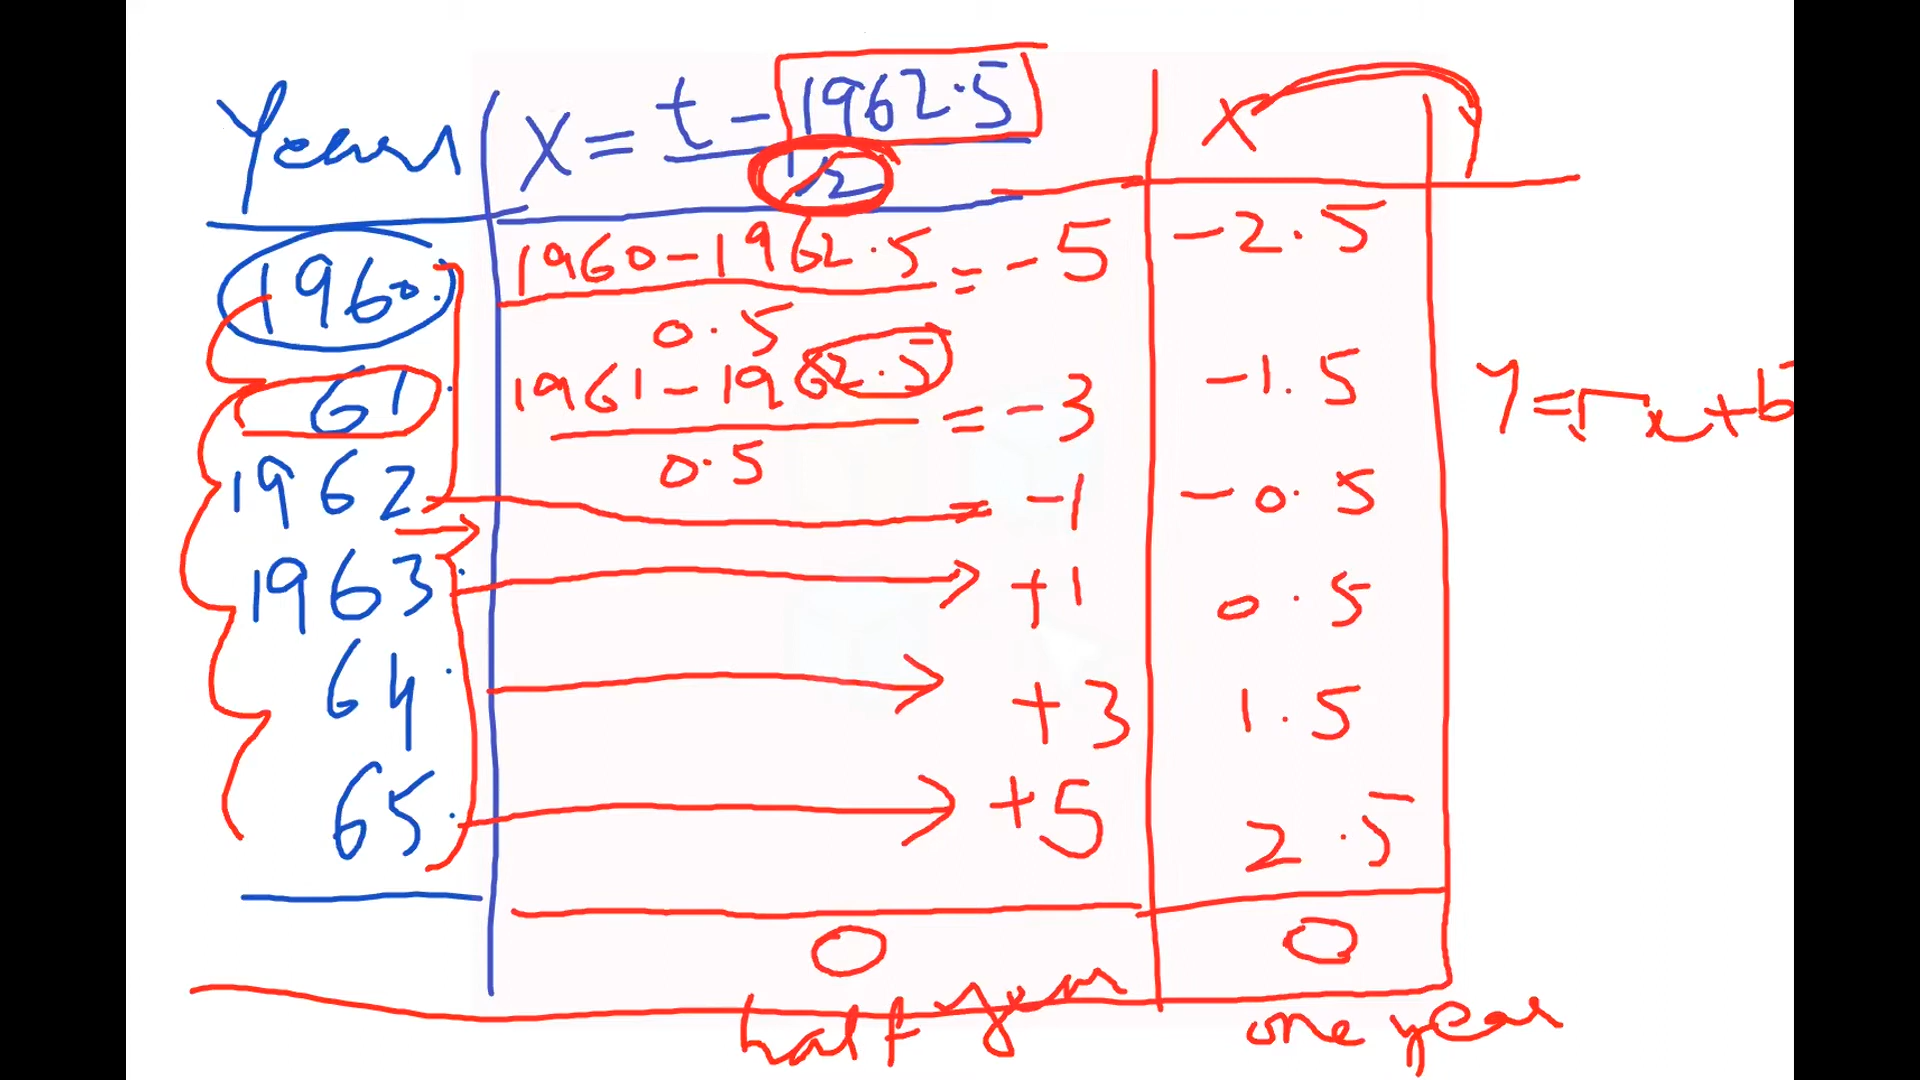 Years X = t - 1962.5 X
1/2
1960 1960 - 1962.5 = -5 -2.5
0.5
61 1961 - 1962.5 = -3 -1.5
0.5
Y = x + b
1962 = -1 -0.5
1963 +1 0.5
64 +3 1.5
65 +5 2.5
0 0
half year one year